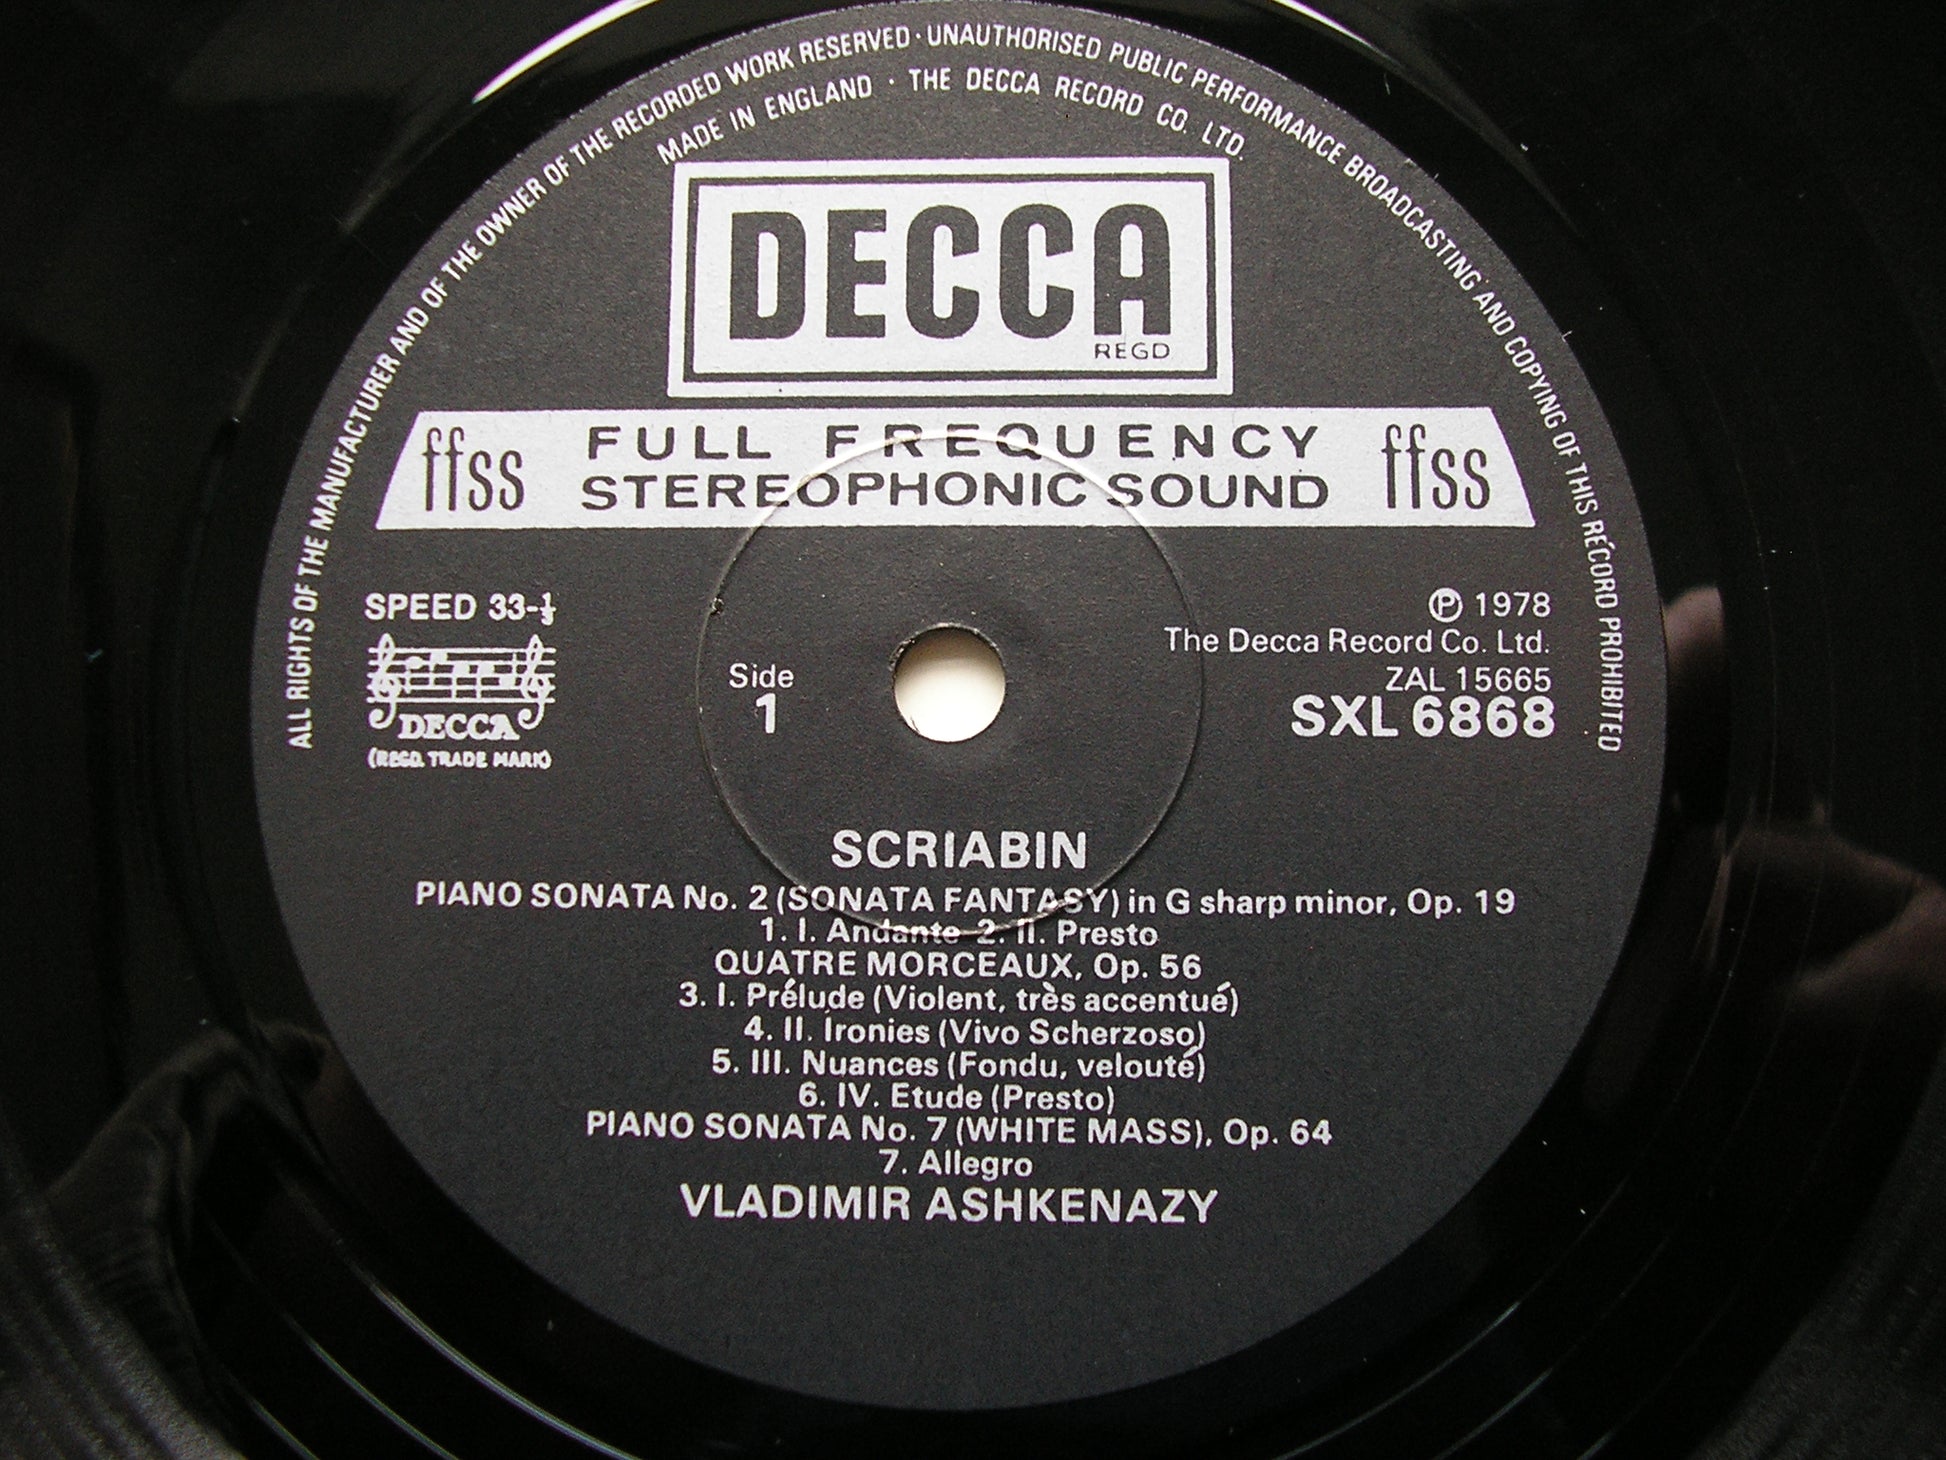 ALL RIGHTS OF THE MANUFACTURER AND OF THE OWNER OF THE RECORDED WORK RESERVED · UNAUTHORISED PUBLIC PERFORMANCE BROADCASTING AND COPYING OF THIS RECORD PROHIBITED
MADE IN ENGLAND · THE DECCA RECORD CO. LTD.
DECCA
REGD
ffss FULL FREQUENCY STEREOPHONIC SOUND ffss
SPEED 33-⅓
DECCA
(REGD. TRADE MARK)
Side
1
Ⓟ 1978
The Decca Record Co. Ltd.
ZAL 15665
SXL 6868
SCRIABIN
PIANO SONATA No. 2 (SONATA FANTASY) in G sharp minor, Op. 19
1. I. Andante 2. II. Presto
QUATRE MORCEAUX, Op. 56
3. I. Prélude (Violent, très accentué)
4. II. Ironies (Vivo Scherzoso)
5. III. Nuances (Fondu, velouté)
6. IV. Etude (Presto)
PIANO SONATA No. 7 (WHITE MASS), Op. 64
7. Allegro
VLADIMIR ASHKENAZY